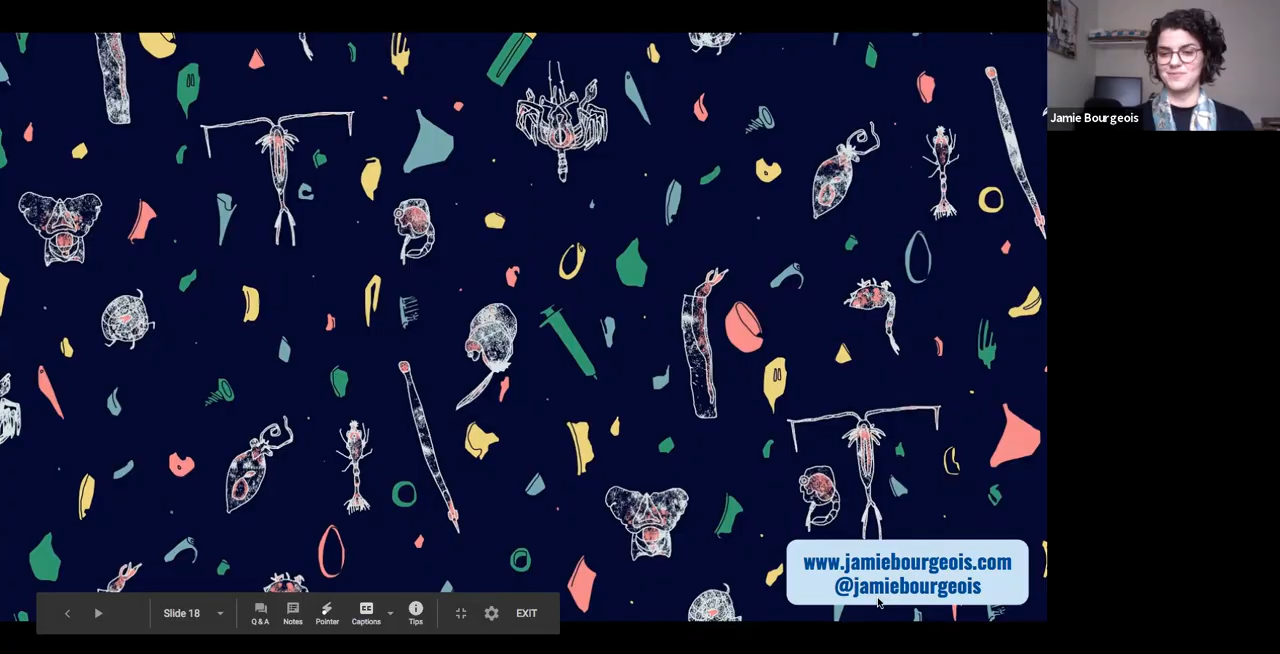 Jamie Bourgeois
www.jamiebourgeois.com
@jamiebourgeois
Slide 18
Q & A
Notes
Pointer
Captions
Tips
EXIT